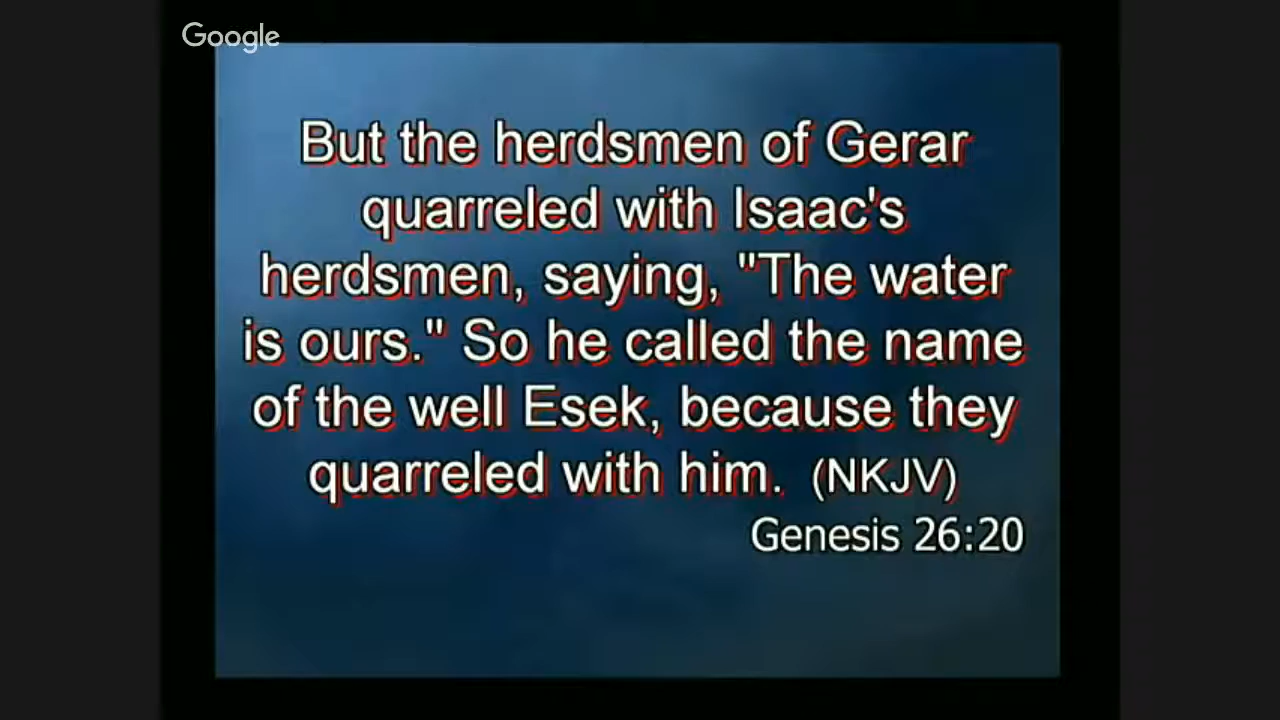 Google
But the herdsmen of Gerar
quarreled with Isaac's
herdsmen, saying, "The water
is ours." So he called the name
of the well Esek, because they
quarreled with him. (NKJV)
Genesis 26:20